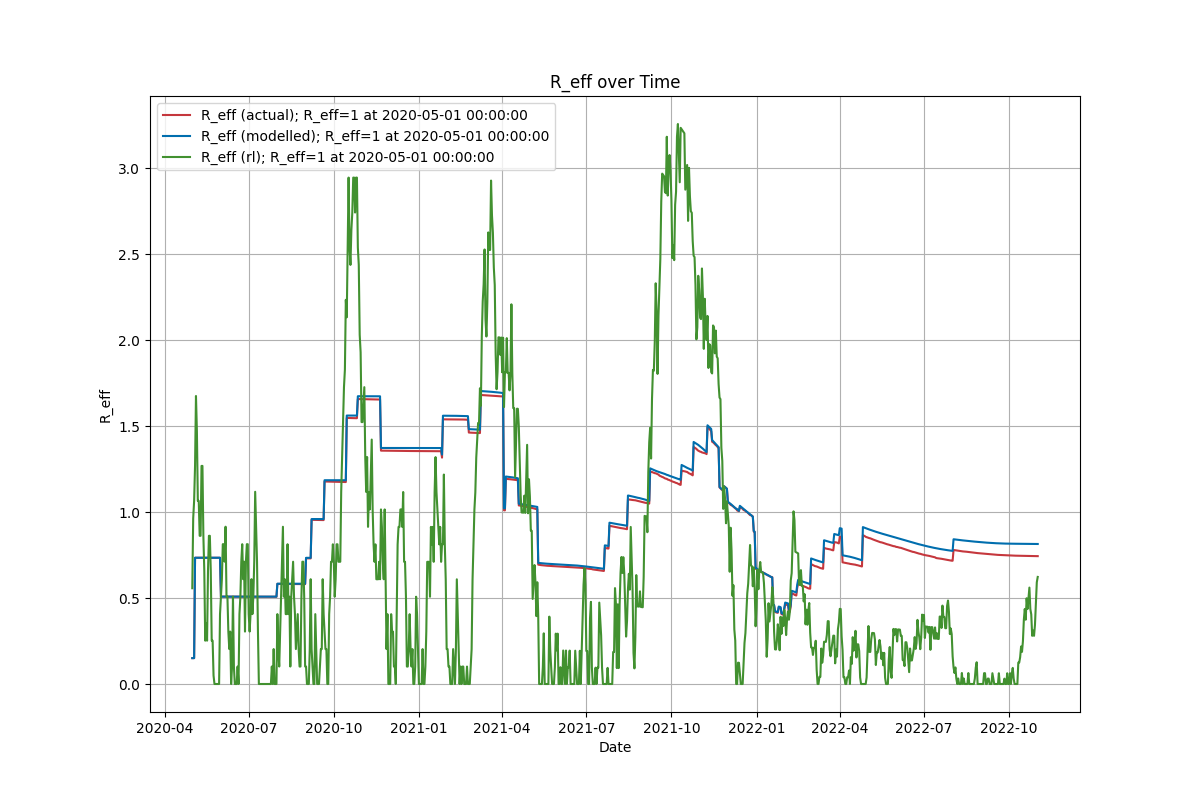 R_eff over Time
R_eff (actual); R_eff=1 at 2020-05-01 00:00:00
R_eff (modelled); R_eff=1 at 2020-05-01 00:00:00
R_eff (rl); R_eff=1 at 2020-05-01 00:00:00
R_eff
3.0
2.5
2.0
1.5
1.0
0.5
0.0
2020-04 2020-07 2020-10 2021-01 2021-04 2021-07 2021-10 2022-01 2022-04 2022-07 2022-10
Date